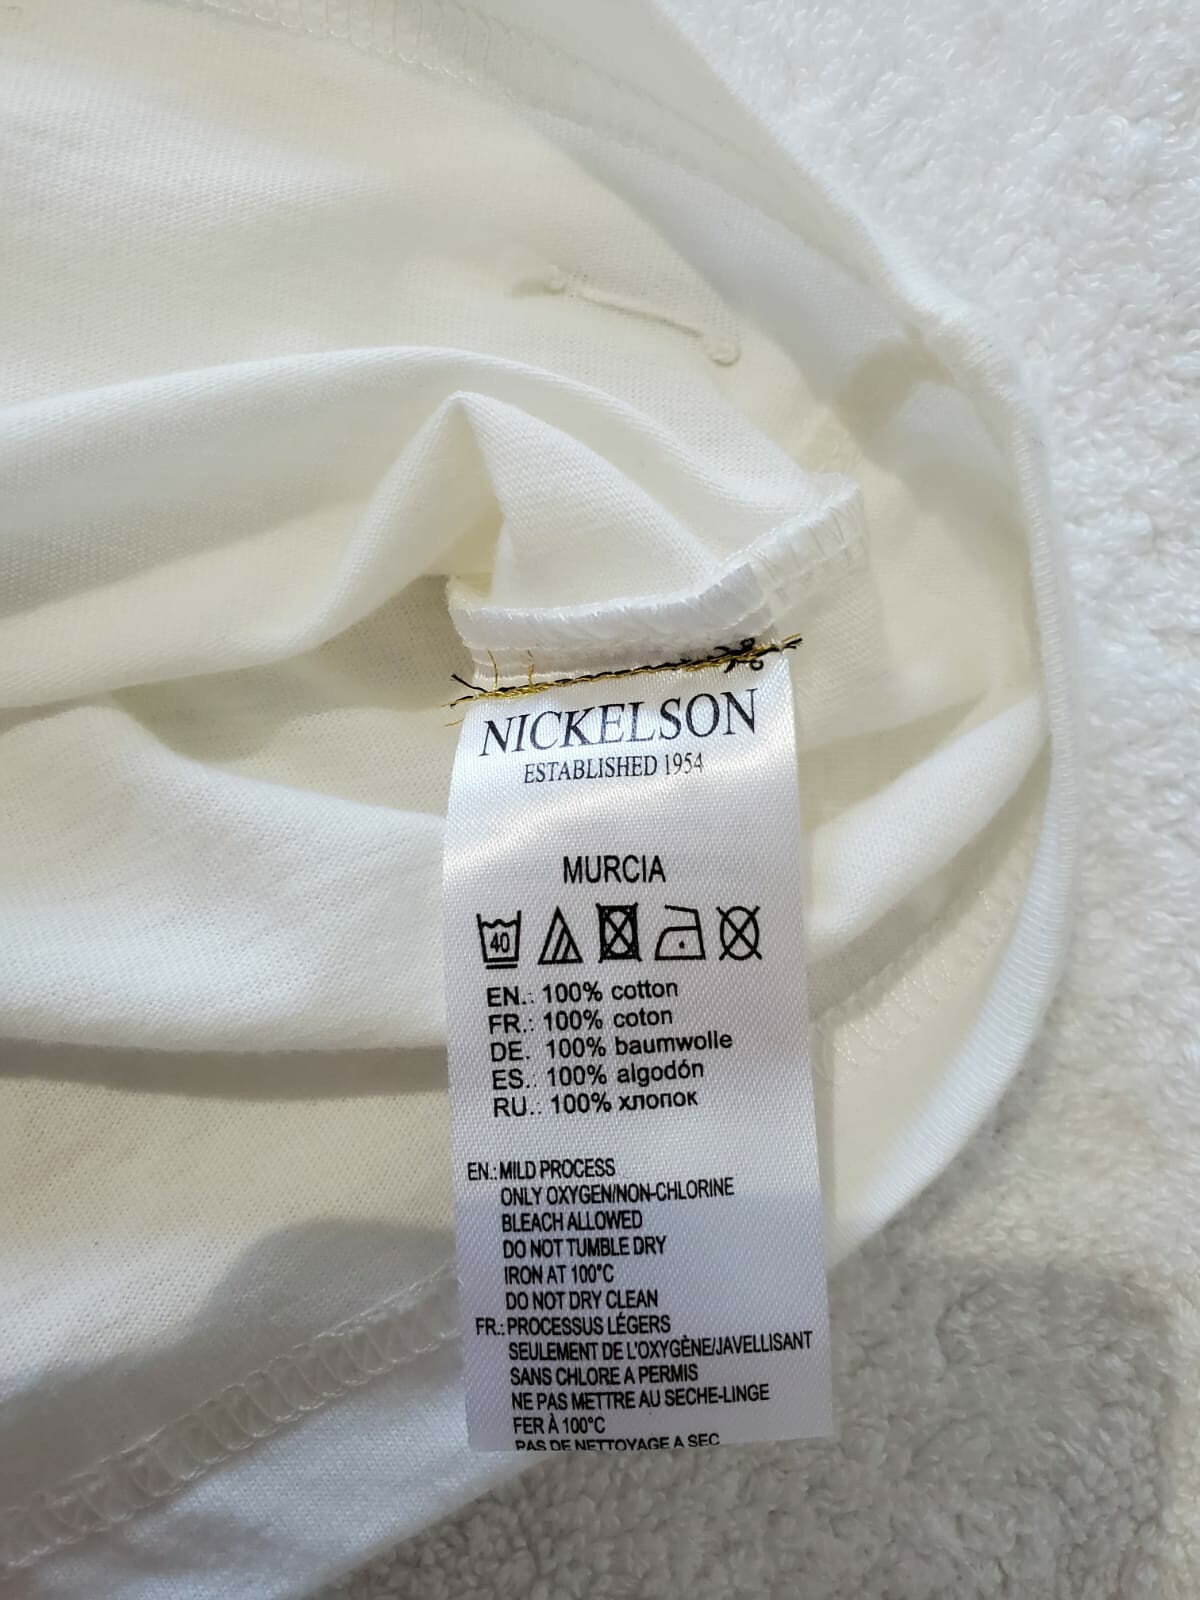 NICKELSON
ESTABLISHED 1954
MURCIA
40
EN.: 100% cotton
FR.: 100% coton
DE. 100% baumwolle
ES.: 100% algodón
RU.: 100% хлопок
EN.: MILD PROCESS
ONLY OXYGEN/NON-CHLORINE
BLEACH ALLOWED
DO NOT TUMBLE DRY
IRON AT 100°C
DO NOT DRY CLEAN
FR.: PROCESSUS LÉGERS
SEULEMENT DE L'OXYGÈNE/JAVELLISANT
SANS CHLORE A PERMIS
NE PAS METTRE AU SECHE-LINGE
FER À 100°C
PAS DE NETTOYAGE A SEC